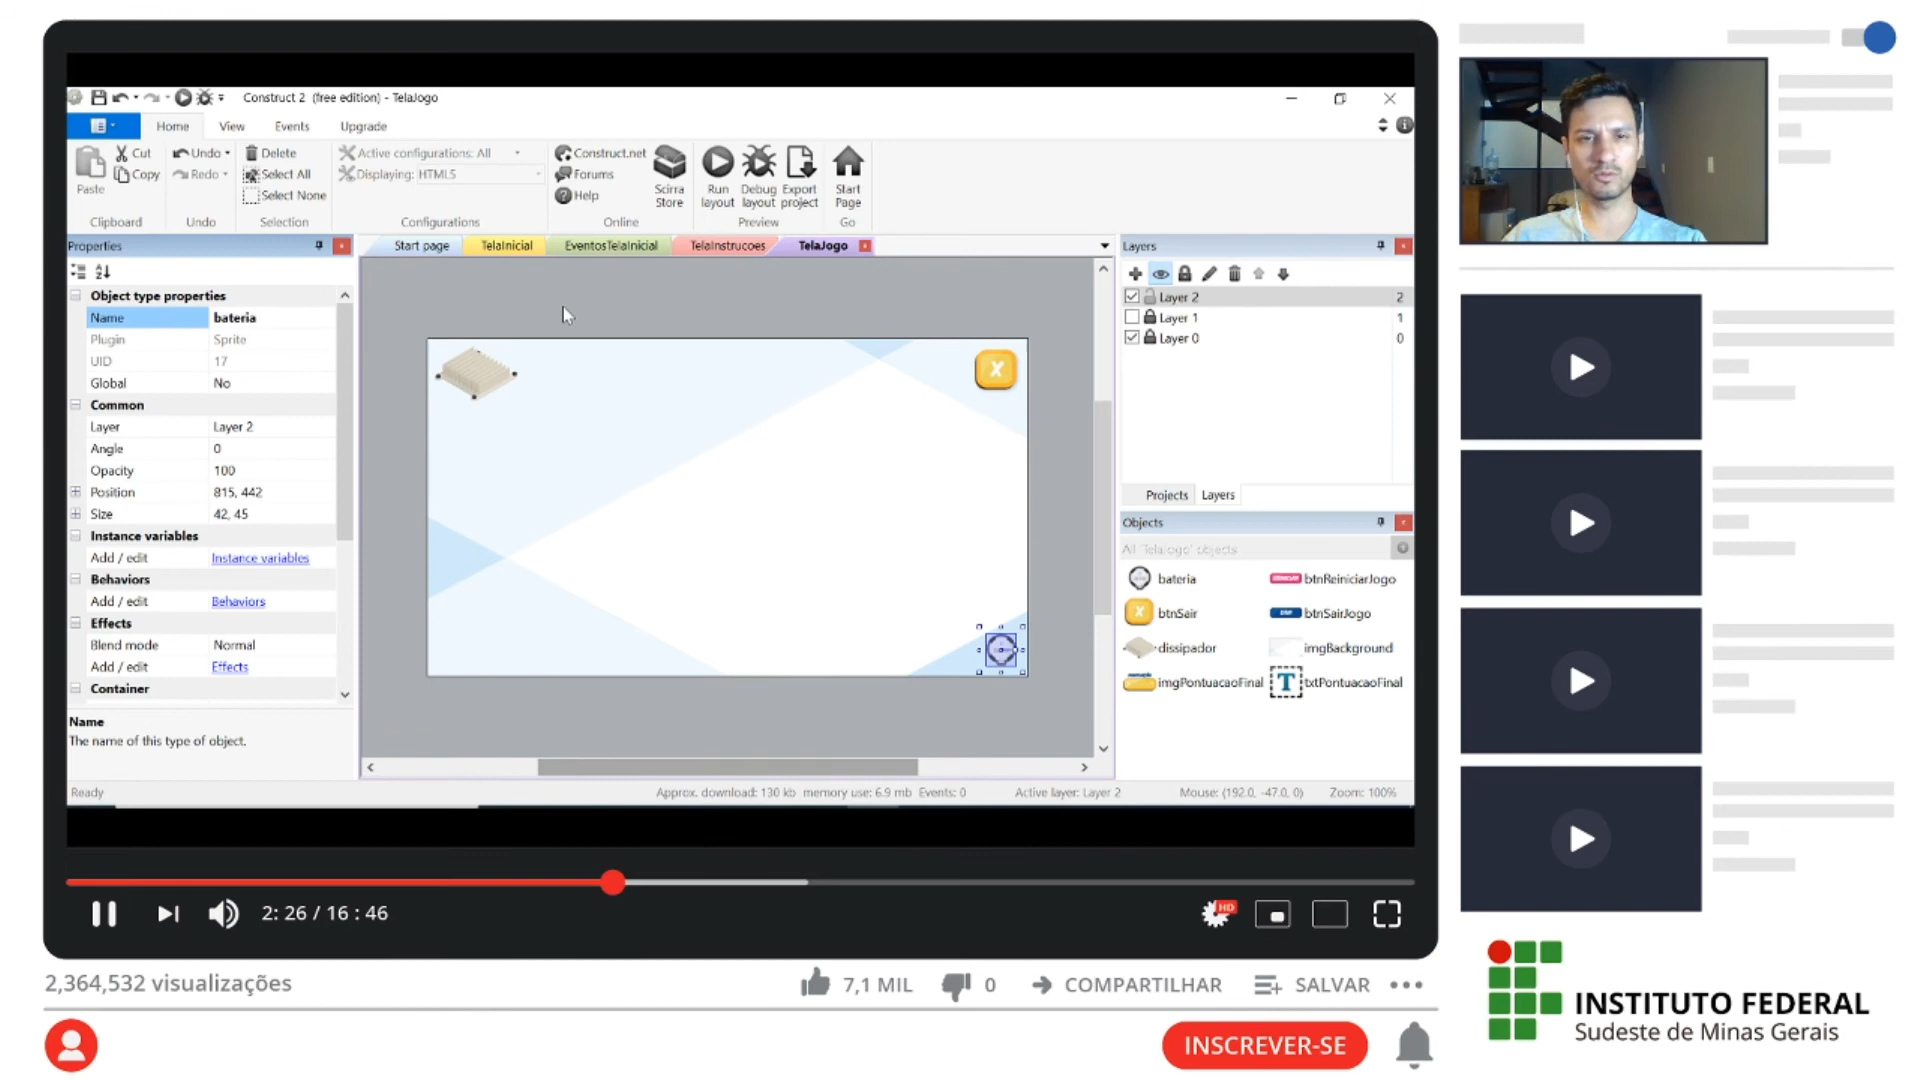 Construct 2 (free edition) - TelaJogo
Home View Events Upgrade
Paste
Cut
Copy
Clipboard
Undo
Redo
Undo
Delete
Select All
Select None
Selection
Active configurations: All
Displaying: HTML5
Configurations
Construct.net
Forums
Help
Scirra Store
Online
Run layout
Debug layout
Export project
Preview
Start Page
Go
Properties
Start page TelaInicial EventosTelaInicial TelaInstrucoes TelaJogo
Layers
Object type properties
Name bateria
Plugin Sprite
UID 17
Global No
Common
Layer Layer 2
Angle 0
Opacity 100
Position 815, 442
Size 42, 45
Instance variables
Add / edit Instance variables
Behaviors
Add / edit Behaviors
Effects
Blend mode Normal
Add / edit Effects
Container
Name
The name of this type of object.
X
Layer 2 2
Layer 1 1
Layer 0 0
Projects Layers
Objects
All 'TelaJogo' objects
bateria btnReiniciarJogo
X btnSair btnSairJogo
dissipador imgBackground
imgPontuacaoFinal T txtPontuacaoFinal
Ready
Approx. download: 130 kb memory use: 6.9 mb Events: 0 Active layer: Layer 2 Mouse: (192.0, -47.0, 0) Zoom: 100%
2: 26 / 16 : 46
HD
2,364,532 visualizações
7,1 MIL 0 COMPARTILHAR SALVAR
INSCREVER-SE
INSTITUTO FEDERAL
Sudeste de Minas Gerais